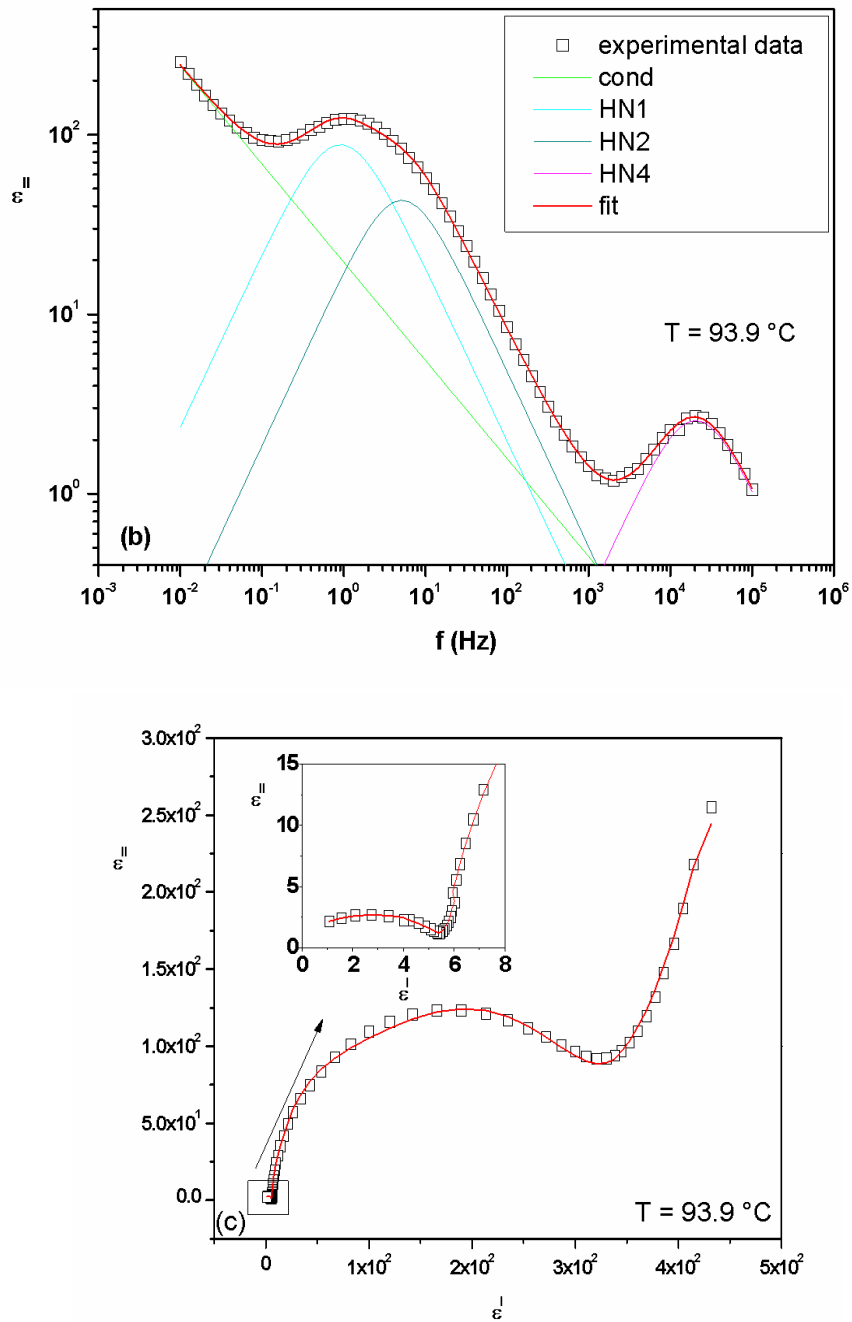 experimental data
cond
HN1
HN2
HN4
fit
10²
10¹
10⁰
ε^II
T = 93.9 °C
(b)
10⁻³ 10⁻² 10⁻¹ 10⁰ 10¹ 10² 10³ 10⁴ 10⁵ 10⁶
f (Hz)
3.0x10²
2.5x10²
2.0x10²
1.5x10²
1.0x10²
5.0x10¹
0.0
ε^II
15
10
5
0
ε^II
0 2 4 6 8
ε^I
(c)
T = 93.9 °C
0 1x10² 2x10² 3x10² 4x10² 5x10²
ε^I